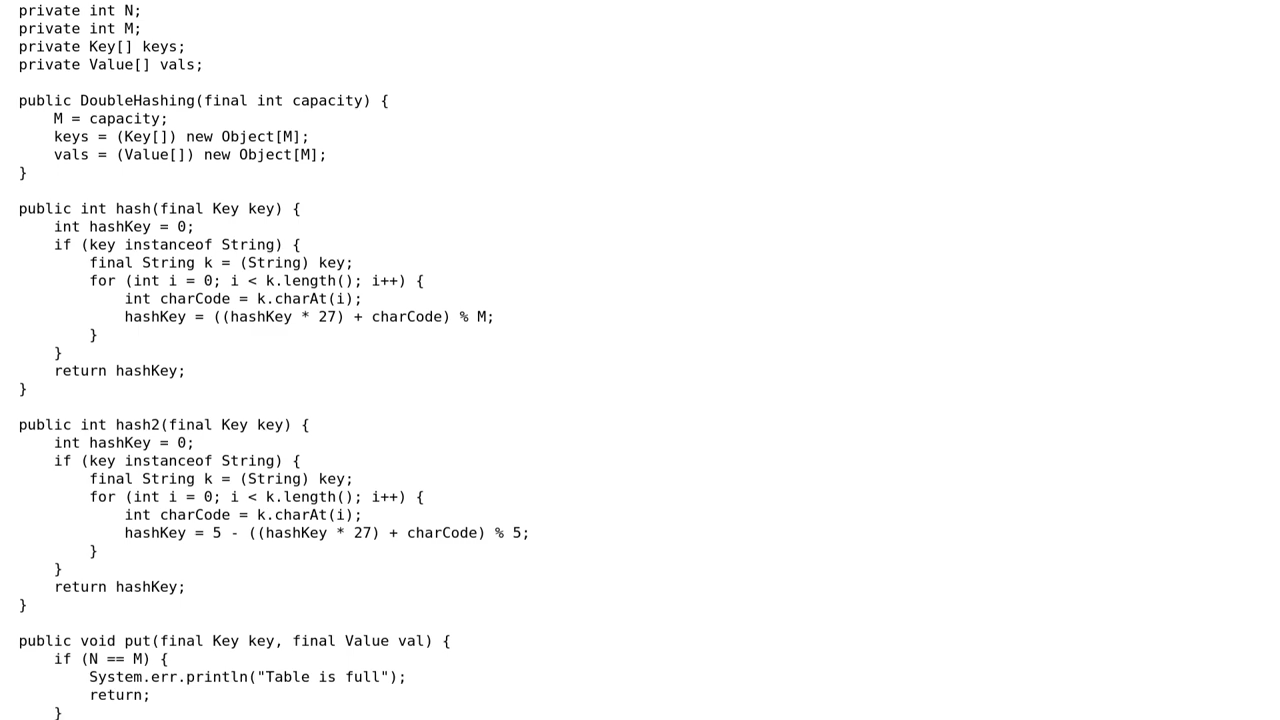 private int N;
private int M;
private Key[] keys;
private Value[] vals;
public DoubleHashing(final int capacity) {
    M = capacity;
    keys = (Key[]) new Object[M];
    vals = (Value[]) new Object[M];
}
public int hash(final Key key) {
    int hashKey = 0;
    if (key instanceof String) {
        final String k = (String) key;
        for (int i = 0; i < k.length(); i++) {
            int charCode = k.charAt(i);
            hashKey = ((hashKey * 27) + charCode) % M;
        }
    }
    return hashKey;
}
public int hash2(final Key key) {
    int hashKey = 0;
    if (key instanceof String) {
        final String k = (String) key;
        for (int i = 0; i < k.length(); i++) {
            int charCode = k.charAt(i);
            hashKey = 5 - ((hashKey * 27) + charCode) % 5;
        }
    }
    return hashKey;
}
public void put(final Key key, final Value val) {
    if (N == M) {
        System.err.println("Table is full");
        return;
    }